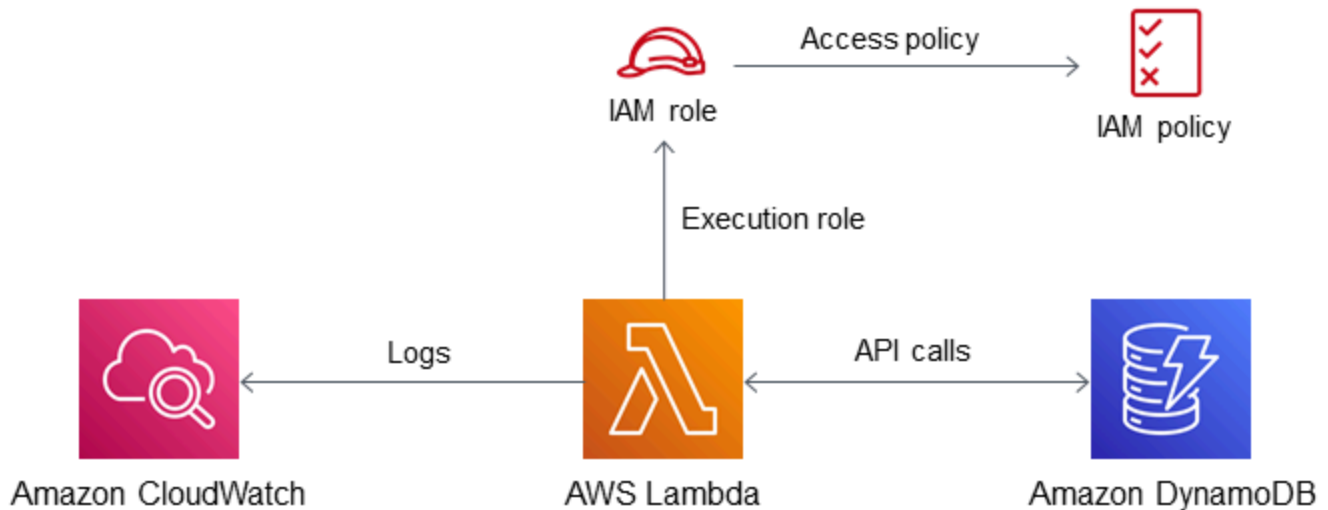 Access policy
IAM role
IAM policy
Execution role
Logs
API calls
Amazon CloudWatch
AWS Lambda
Amazon DynamoDB